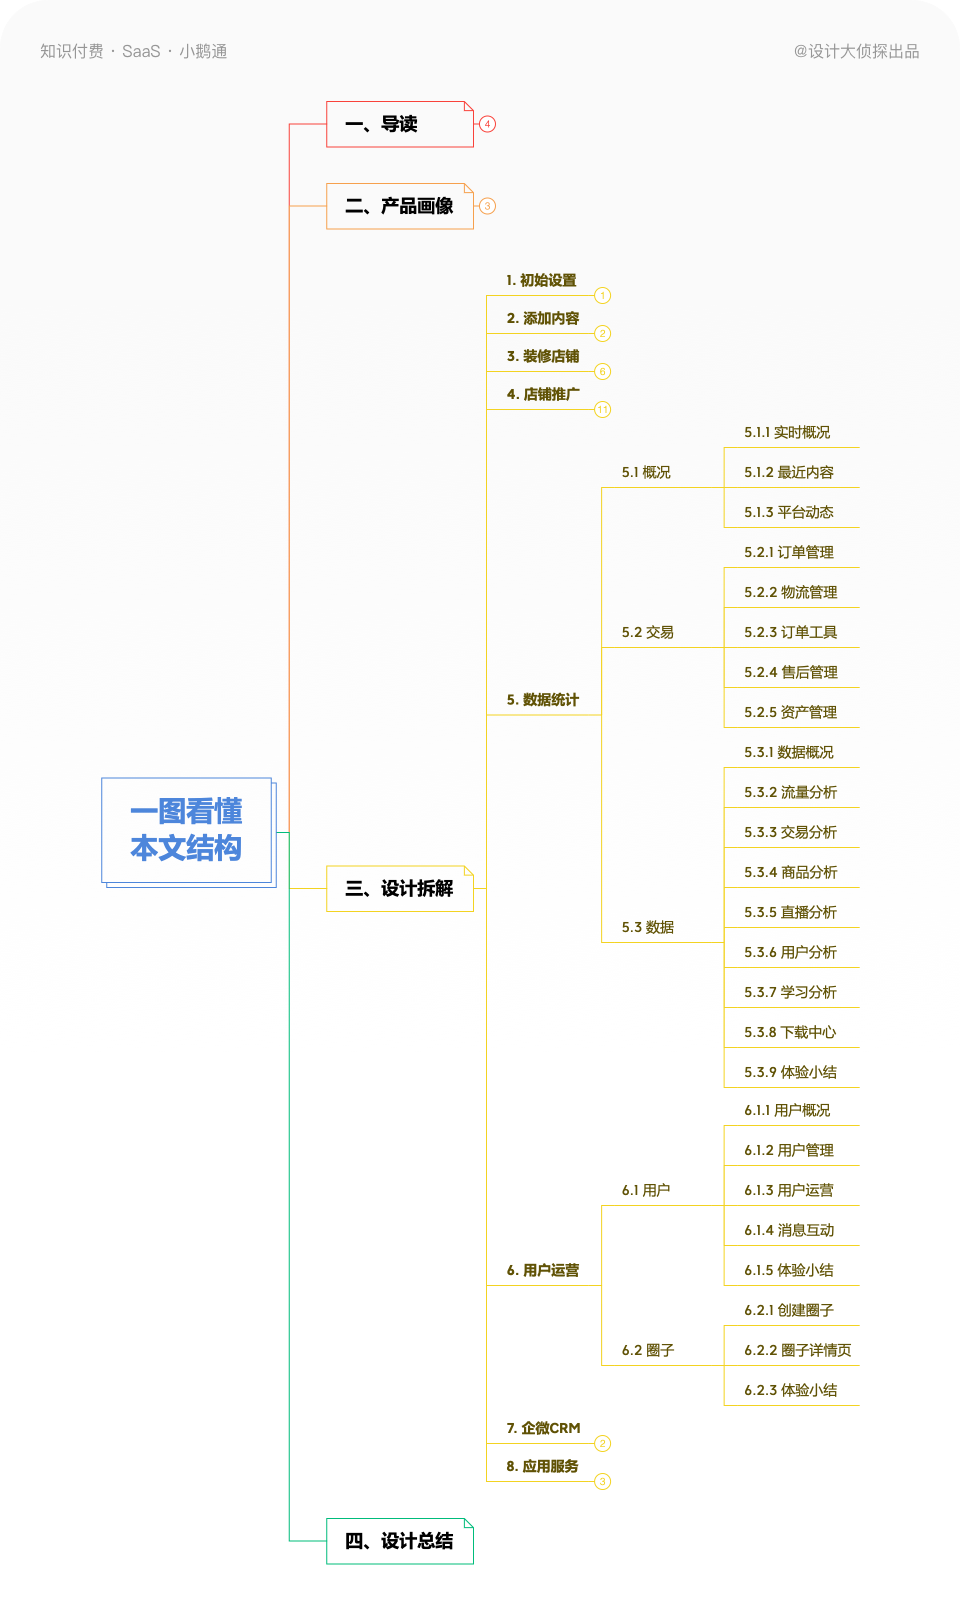 知识付费 · SaaS · 小鹅通
@设计大侦探出品
一、导读
4
二、产品画像
3
1. 初始设置
1
2. 添加内容
2
3. 装修店铺
6
4. 店铺推广
11
5.1.1 实时概况
5.1 概况
5.1.2 最近内容
5.1.3 平台动态
5.2.1 订单管理
5.2.2 物流管理
5.2 交易
5.2.3 订单工具
5.2.4 售后管理
5. 数据统计
5.2.5 资产管理
5.3.1 数据概况
5.3.2 流量分析
一图看懂
本文结构
5.3.3 交易分析
5.3.4 商品分析
三、设计拆解
5.3.5 直播分析
5.3 数据
5.3.6 用户分析
5.3.7 学习分析
5.3.8 下载中心
5.3.9 体验小结
6.1.1 用户概况
6.1.2 用户管理
6.1 用户
6.1.3 用户运营
6.1.4 消息互动
6. 用户运营
6.1.5 体验小结
6.2.1 创建圈子
6.2 圈子
6.2.2 圈子详情页
6.2.3 体验小结
7. 企微CRM
2
8. 应用服务
3
四、设计总结